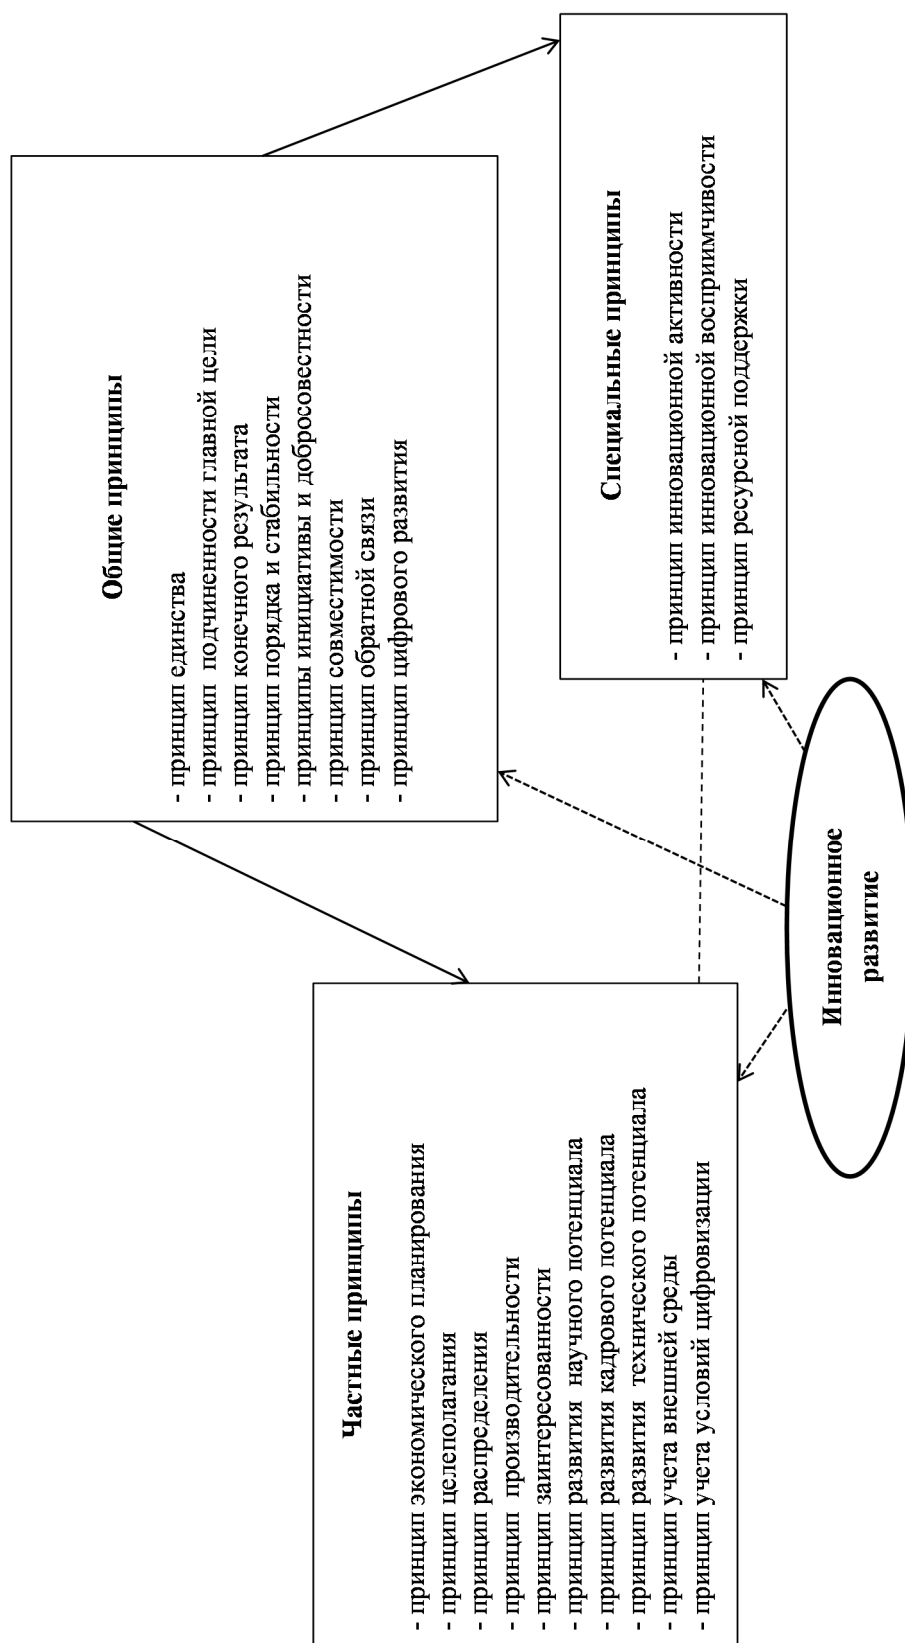 Общие принципы
- принцип единства
- принцип подчиненности главной цели
- принцип конечного результата
- принцип порядка и стабильности
- принципы инициативы и добросовестности
- принцип совместимости
- принцип обратной связи
- принцип цифрового развития
Частные принципы
- принцип экономического планирования
- принцип целеполагания
- принцип распределения
- принцип производительности
- принцип заинтересованности
- принцип развития научного потенциала
- принцип развития кадрового потенциала
- принцип развития технического потенциала
- принцип учета внешней среды
- принцип учета условий цифровизации
Специальные принципы
- принцип инновационной активности
- принцип инновационной восприимчивости
- принцип ресурсной поддержки
Инновационное
развитие